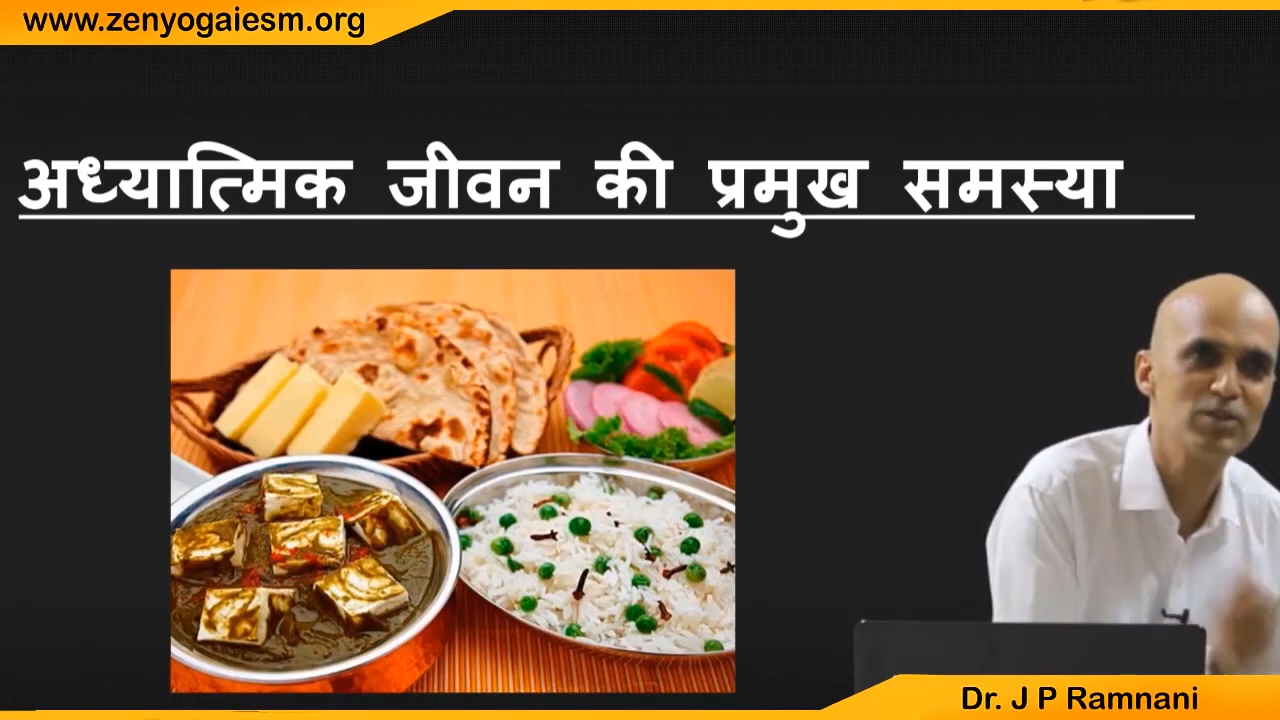 www.zenyogaiesm.org
अध्यात्मिक जीवन की प्रमुख समस्या
Dr. J P Ramnani